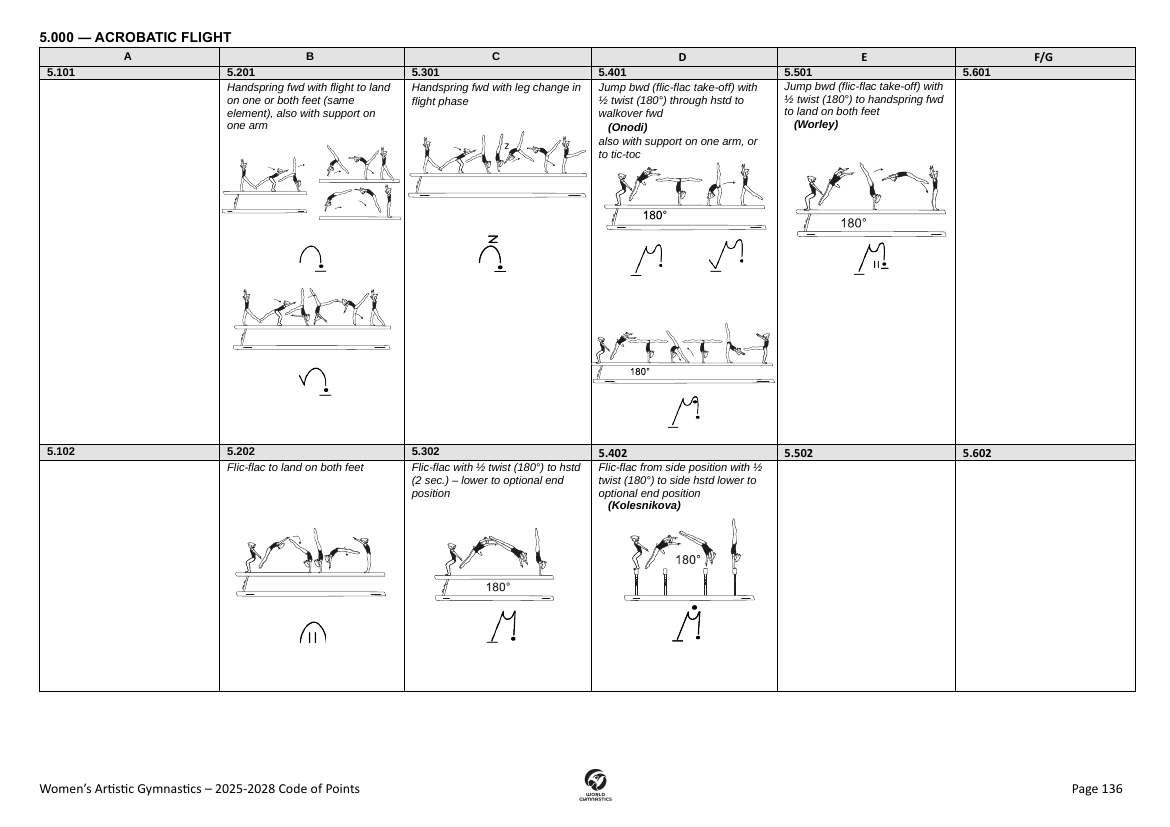 5.000 — ACROBATIC FLIGHT
A B C D E F/G
5.101 5.201 5.301 5.401 5.501 5.601
Handspring fwd with flight to land
on one or both feet (same
element), also with support on
one arm
Handspring fwd with leg change in
flight phase
Jump bwd (flic-flac take-off) with
½ twist (180°) through hstd to
walkover fwd
(Onodi)
also with support on one arm, or
to tic-toc
Jump bwd (flic-flac take-off) with
½ twist (180°) to handspring fwd
to land on both feet
(Worley)
Z
180°
180°
180°
5.102 5.202 5.302 5.402 5.502 5.602
Flic-flac to land on both feet
Flic-flac with ½ twist (180°) to hstd
(2 sec.) – lower to optional end
position
Flic-flac from side position with ½
twist (180°) to side hstd lower to
optional end position
(Kolesnikova)
180°
180°
Women's Artistic Gymnastics – 2025-2028 Code of Points
WORLD
GYMNASTICS
Page 136